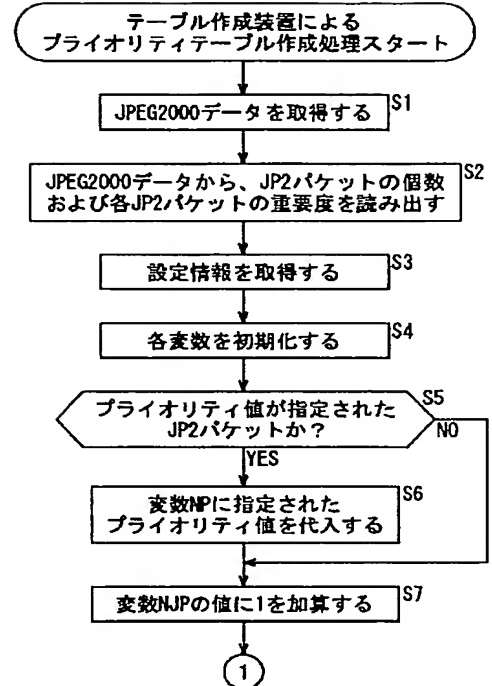 テーブル作成装置による
プライオリティテーブル作成処理スタート
JPEG2000データを取得する
S1
JPEG2000データから、JP2パケットの個数
および各JP2パケットの重要度を読み出す
S2
設定情報を取得する
S3
各変数を初期化する
S4
プライオリティ値が指定された
JP2パケットか？
S5
NO
YES
変数NPに指定された
プライオリティ値を代入する
S6
変数NJPの値に1を加算する
S7
1